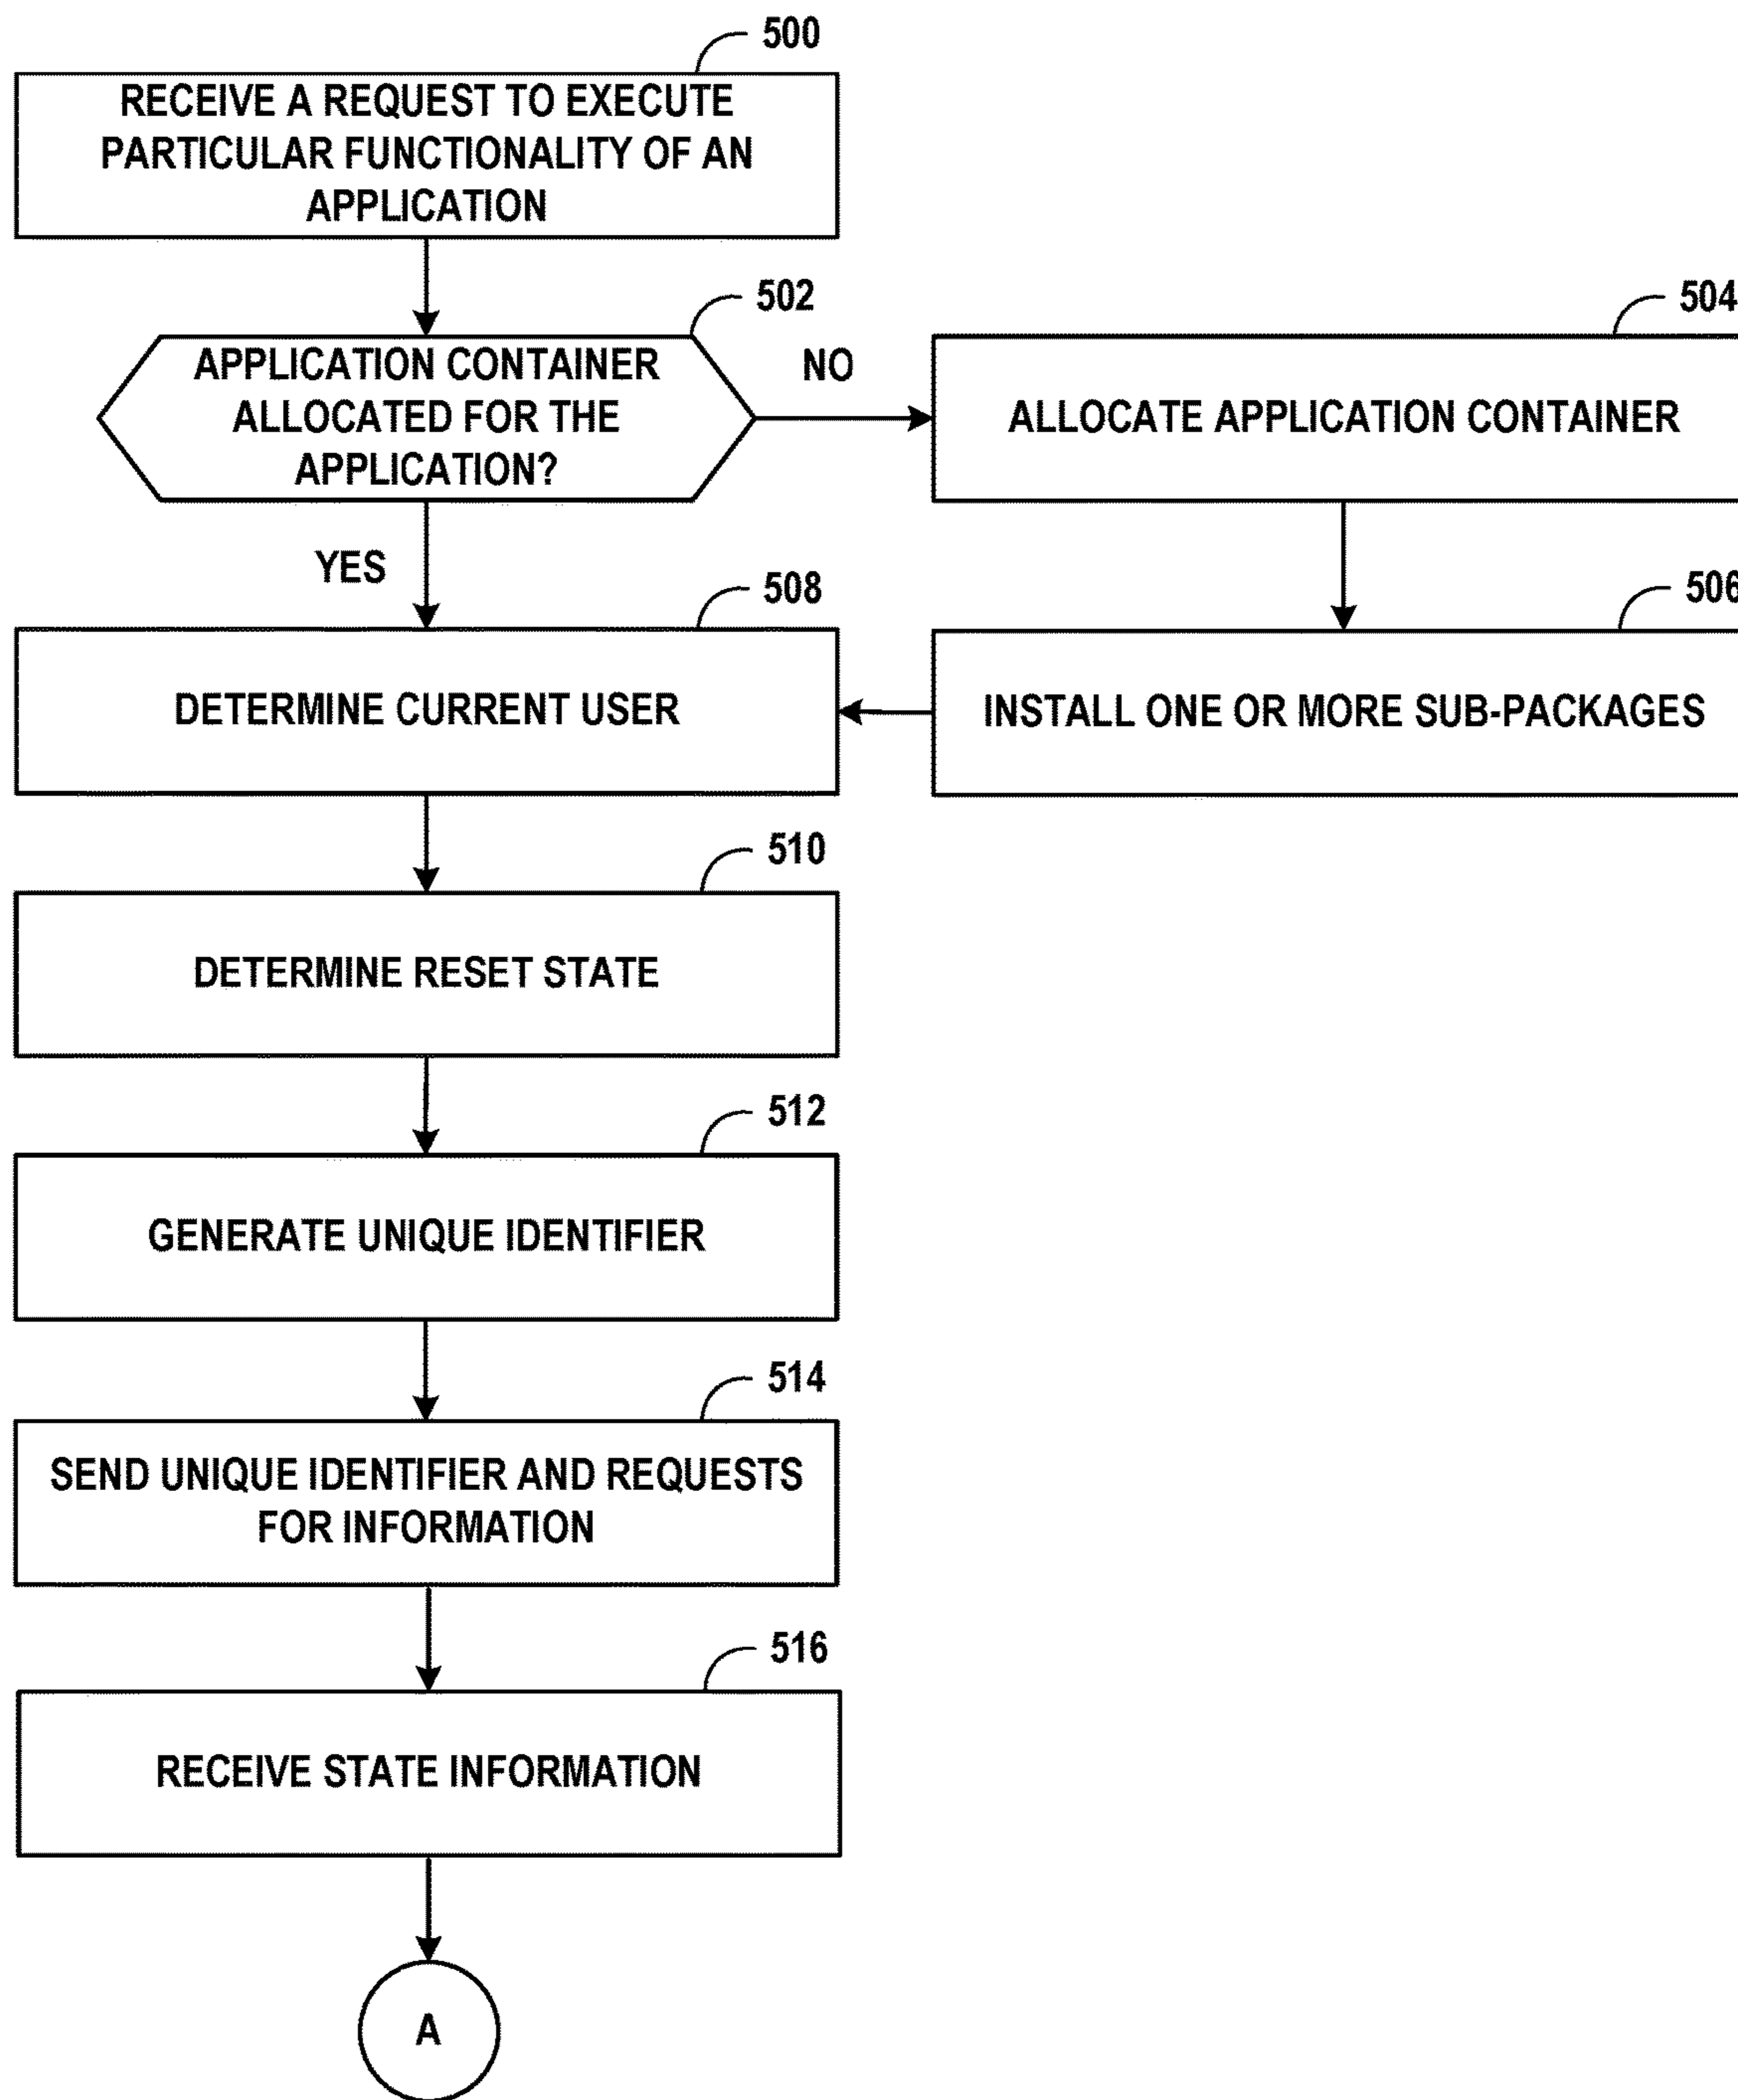 500
RECEIVE A REQUEST TO EXECUTE
PARTICULAR FUNCTIONALITY OF AN
APPLICATION
502
APPLICATION CONTAINER
ALLOCATED FOR THE
APPLICATION?
NO
504
ALLOCATE APPLICATION CONTAINER
YES
508
DETERMINE CURRENT USER
506
INSTALL ONE OR MORE SUB-PACKAGES
510
DETERMINE RESET STATE
512
GENERATE UNIQUE IDENTIFIER
514
SEND UNIQUE IDENTIFIER AND REQUESTS
FOR INFORMATION
516
RECEIVE STATE INFORMATION
A